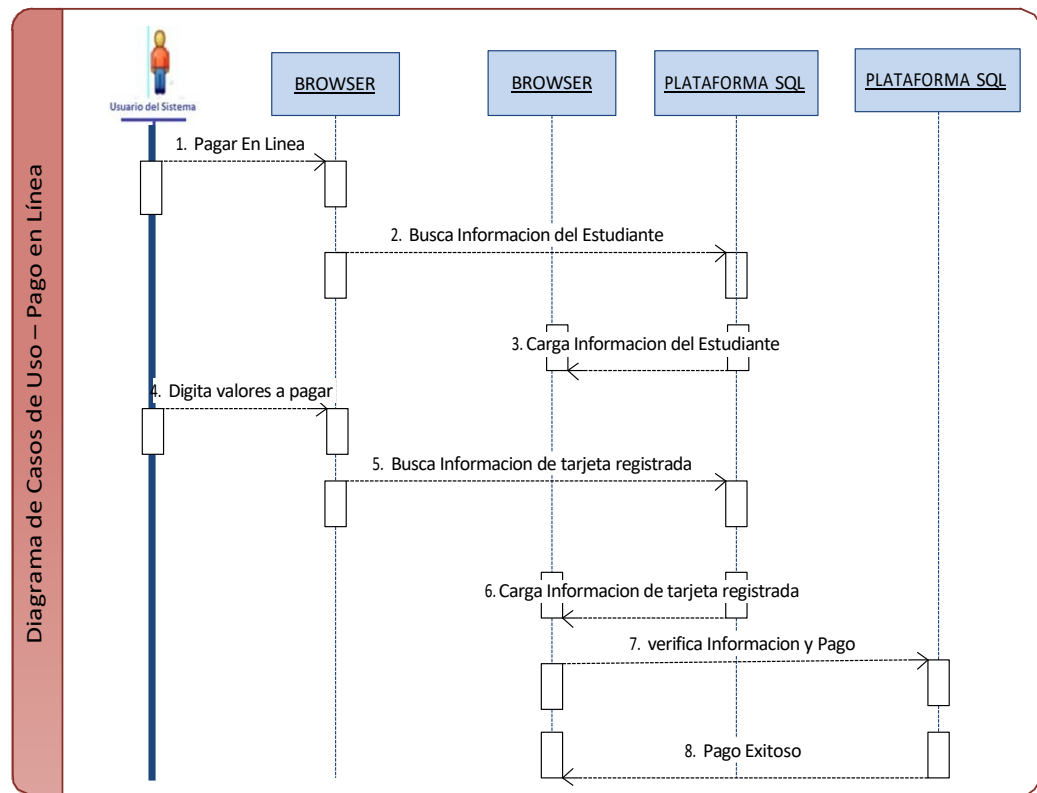 Diagrama de Casos de Uso – Pago en Línea
Usuario del Sistema
BROWSER
BROWSER
PLATAFORMA SQL
PLATAFORMA SQL
1. Pagar En Linea
2. Busca Informacion del Estudiante
3. Carga Informacion del Estudiante
4. Digita valores a pagar
5. Busca Informacion de tarjeta registrada
6. Carga Informacion de tarjeta registrada
7. verifica Informacion y Pago
8. Pago Exitoso